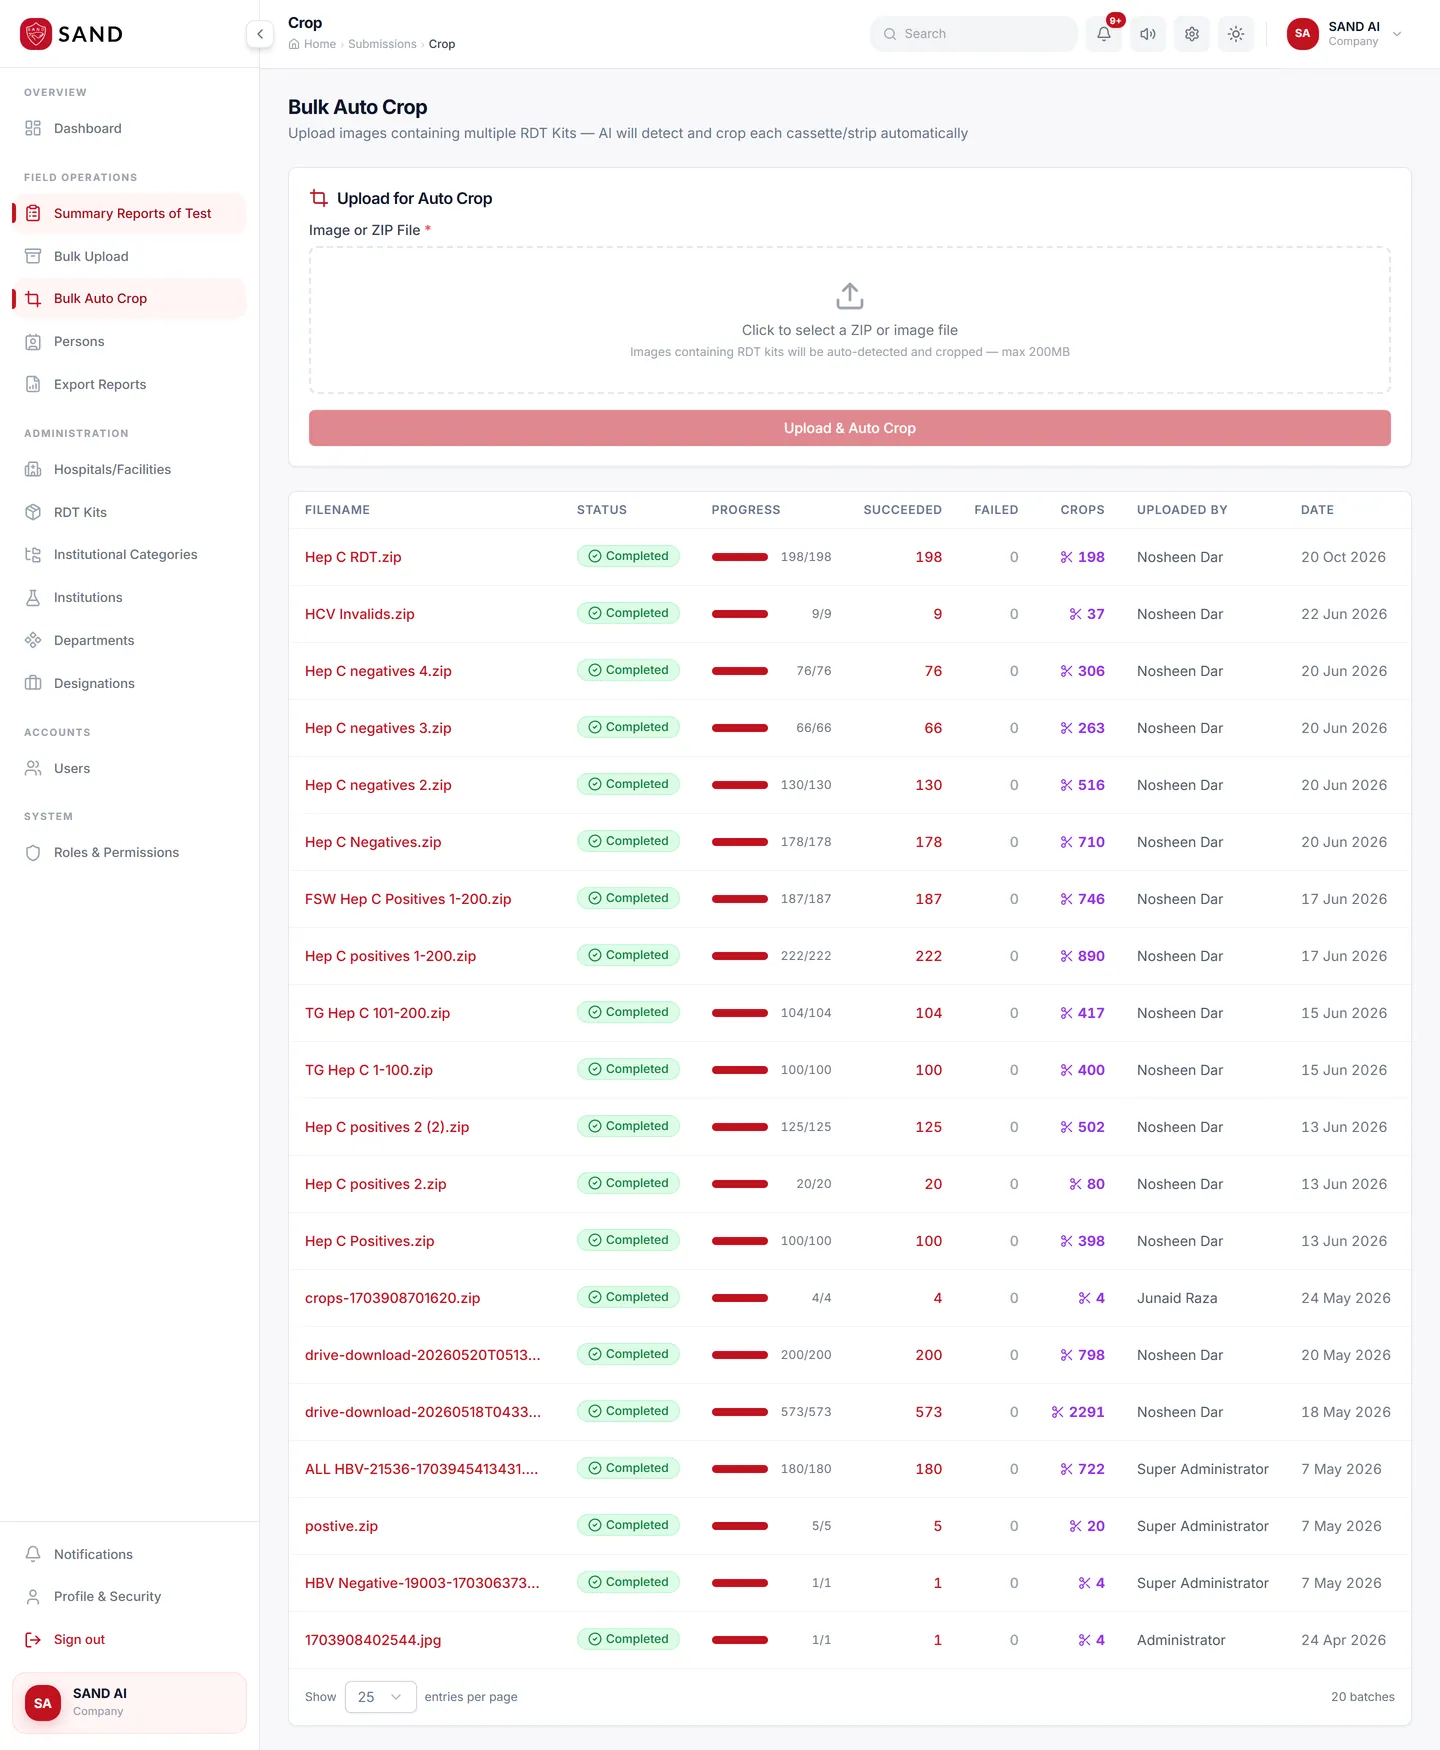 SAND
OVERVIEW
Dashboard
FIELD OPERATIONS
Summary Reports of Test
Bulk Upload
Bulk Auto Crop
Persons
Export Reports
ADMINISTRATION
Hospitals/Facilities
RDT Kits
Institutional Categories
Institutions
Departments
Designations
ACCOUNTS
Users
SYSTEM
Roles & Permissions
Notifications
Profile & Security
Sign out
SA SAND AI
Company
Crop
Home › Submissions › Crop
Search
9+
SA SAND AI
Company
Bulk Auto Crop
Upload images containing multiple RDT Kits — AI will detect and crop each cassette/strip automatically
Upload for Auto Crop
Image or ZIP File *
Click to select a ZIP or image file
Images containing RDT kits will be auto-detected and cropped — max 200MB
Upload & Auto Crop
FILENAME STATUS PROGRESS SUCCEEDED FAILED CROPS UPLOADED BY DATE
Hep C RDT.zip Completed 198/198 198 0 198 Nosheen Dar 20 Oct 2026
HCV Invalids.zip Completed 9/9 9 0 37 Nosheen Dar 22 Jun 2026
Hep C negatives 4.zip Completed 76/76 76 0 306 Nosheen Dar 20 Jun 2026
Hep C negatives 3.zip Completed 66/66 66 0 263 Nosheen Dar 20 Jun 2026
Hep C negatives 2.zip Completed 130/130 130 0 516 Nosheen Dar 20 Jun 2026
Hep C Negatives.zip Completed 178/178 178 0 710 Nosheen Dar 20 Jun 2026
FSW Hep C Positives 1-200.zip Completed 187/187 187 0 746 Nosheen Dar 17 Jun 2026
Hep C positives 1-200.zip Completed 222/222 222 0 890 Nosheen Dar 17 Jun 2026
TG Hep C 101-200.zip Completed 104/104 104 0 417 Nosheen Dar 15 Jun 2026
TG Hep C 1-100.zip Completed 100/100 100 0 400 Nosheen Dar 15 Jun 2026
Hep C positives 2 (2).zip Completed 125/125 125 0 502 Nosheen Dar 13 Jun 2026
Hep C positives 2.zip Completed 20/20 20 0 80 Nosheen Dar 13 Jun 2026
Hep C Positives.zip Completed 100/100 100 0 398 Nosheen Dar 13 Jun 2026
crops-1703908701620.zip Completed 4/4 4 0 4 Junaid Raza 24 May 2026
drive-download-20260520T0513... Completed 200/200 200 0 798 Nosheen Dar 20 May 2026
drive-download-20260518T0433... Completed 573/573 573 0 2291 Nosheen Dar 18 May 2026
ALL HBV-21536-1703945413431.... Completed 180/180 180 0 722 Super Administrator 7 May 2026
postive.zip Completed 5/5 5 0 20 Super Administrator 7 May 2026
HBV Negative-19003-170306373... Completed 1/1 1 0 4 Super Administrator 7 May 2026
1703908402544.jpg Completed 1/1 1 0 4 Administrator 24 Apr 2026
Show 25 entries per page 20 batches